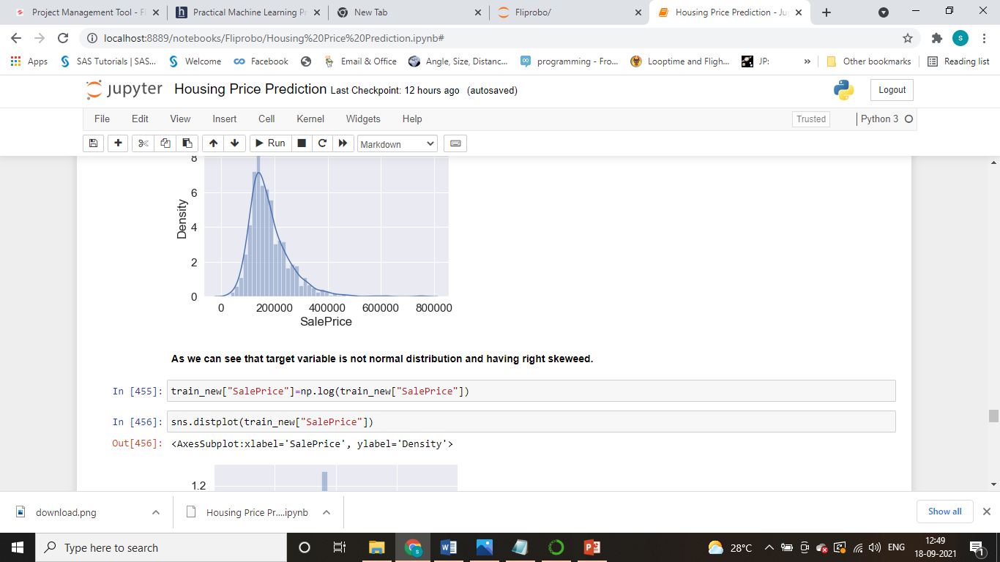 Project Management Tool - Fl
Practical Machine Learning Pr
New Tab
Fliprobo/
Housing Price Prediction - Ju
localhost:8889/notebooks/Fliprobo/Housing%20Price%20Prediction.ipynb#
S
Apps
SAS Tutorials | SAS...
Welcome
Facebook
Email & Office
Angle, Size, Distanc...
programming - Fro...
Looptime and Fligh...
JP:
»
Other bookmarks
Reading list
jupyter
Housing Price Prediction Last Checkpoint: 12 hours ago (autosaved)
Logout
File
Edit
View
Insert
Cell
Kernel
Widgets
Help
Trusted
Python 3
Run
Markdown
8
6
4
2
0
Density
0 200000 400000 600000 800000
SalePrice
As we can see that target variable is not normal distribution and having right skeweed.
In [455]: train_new["SalePrice"]=np.log(train_new["SalePrice"])
In [456]: sns.distplot(train_new["SalePrice"])
Out[456]: <AxesSubplot:xlabel='SalePrice', ylabel='Density'>
1.2
download.png
Housing Price Pr....ipynb
Show all
Type here to search
28°C
ENG
12:49
18-09-2021
1